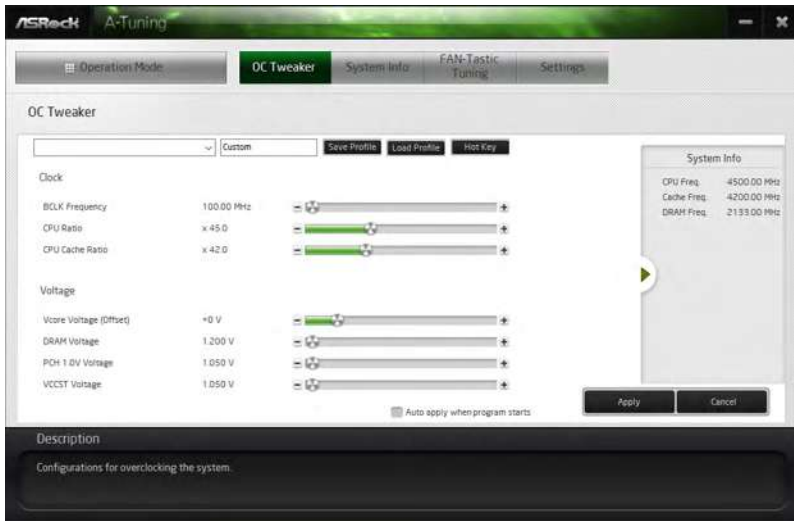 ASRock A-Tuning
Operation Mode
OC Tweaker
System Info
FAN-Tastic
Tuning
Settings
OC Tweaker
Custom
Save Profile
Load Profile
Hot Key
Clock
BCLK Frequency 100.00 MHz
CPU Ratio x 45.0
CPU Cache Ratio x 42.0
Voltage
Vcore Voltage (Offset) +0 V
DRAM Voltage 1.200 V
PCH 1.0V Voltage 1.050 V
VCCST Voltage 1.050 V
Auto apply when program starts
System Info
CPU Freq. 4500.00 MHz
Cache Freq. 4200.00 MHz
DRAM Freq. 2133.00 MHz
Apply
Cancel
Description
Configurations for overclocking the system.